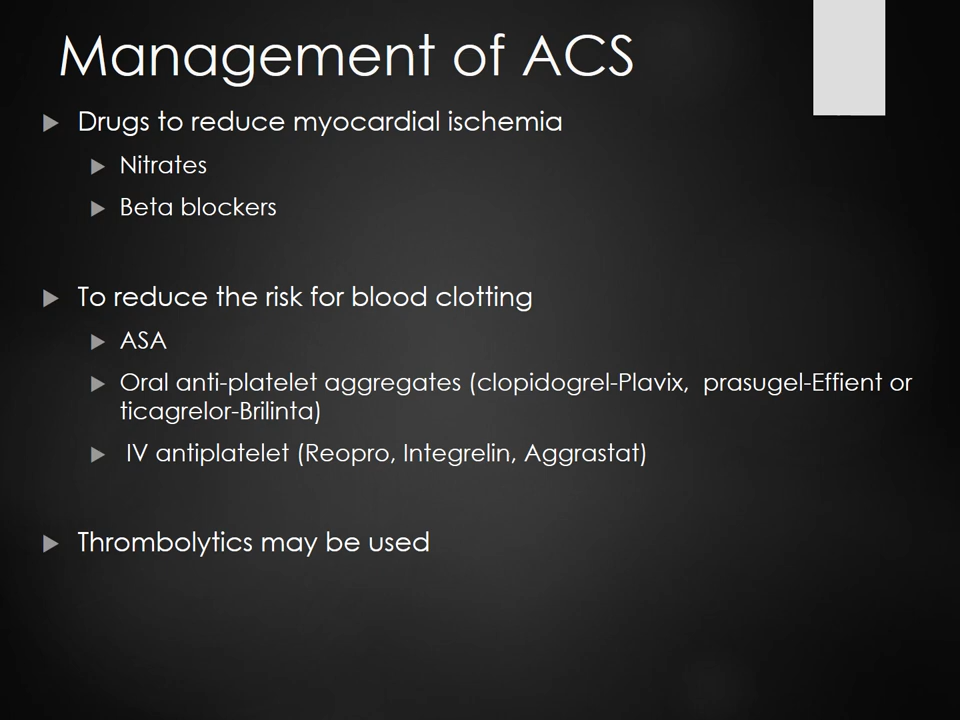 Management of ACS
Drugs to reduce myocardial ischemia
Nitrates
Beta blockers
To reduce the risk for blood clotting
ASA
Oral anti-platelet aggregates (clopidogrel-Plavix, prasugel-Effient or
ticagrelor-Brilinta)
IV antiplatelet (Reopro, Integrelin, Aggrastat)
Thrombolytics may be used